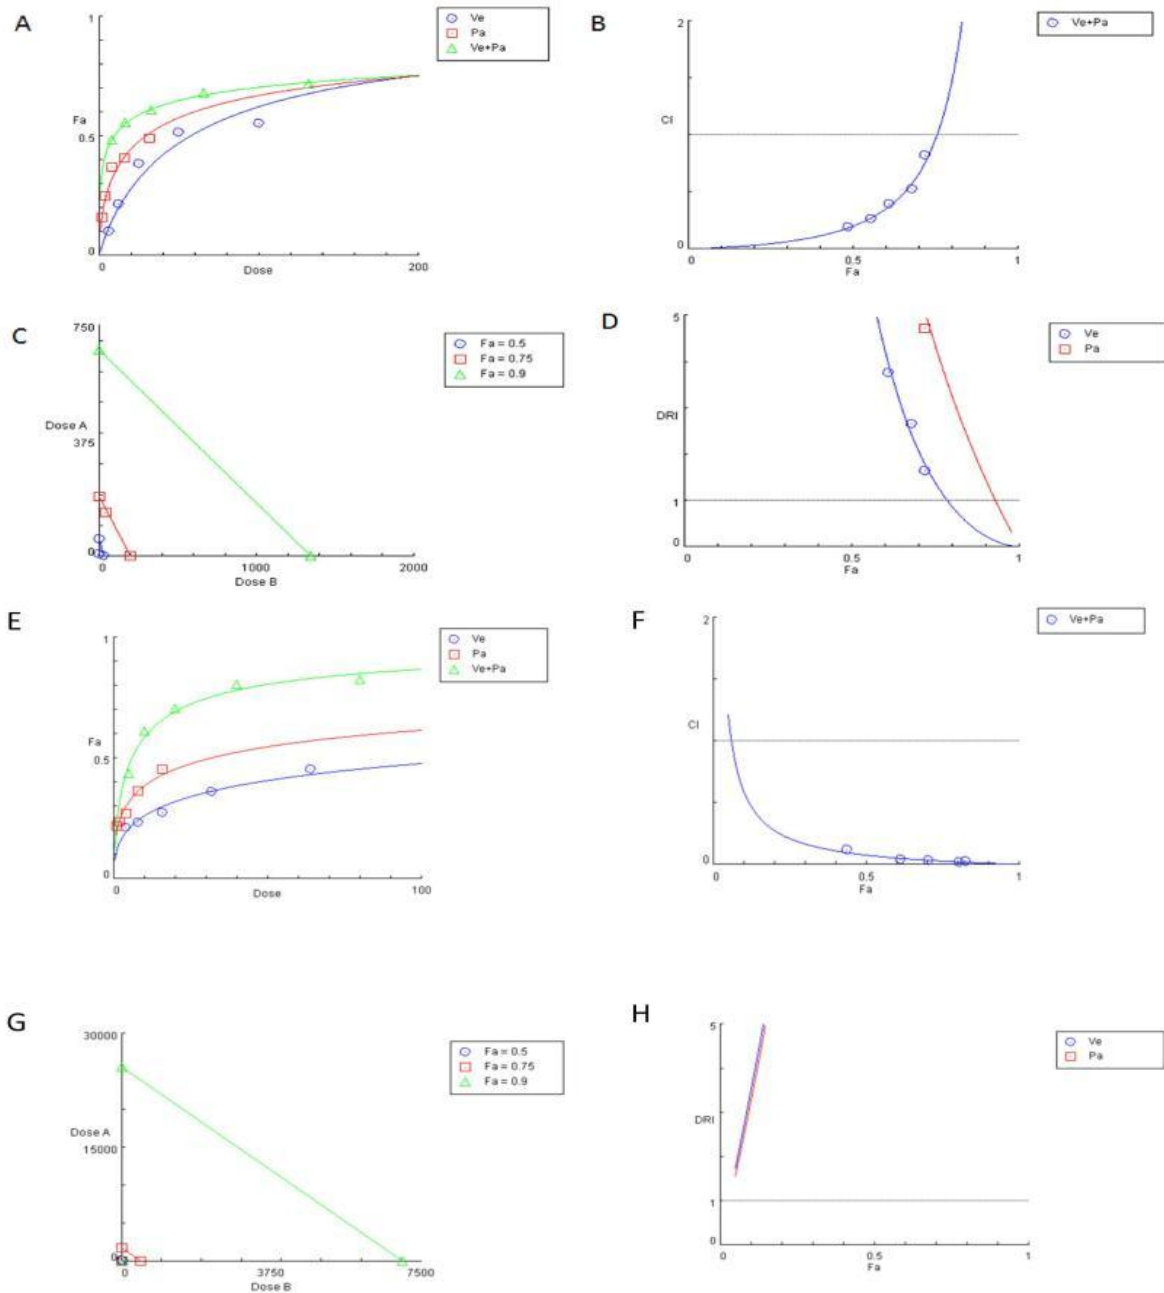 A
1
Fa
0.5
0
0
Dose
200
Ve
Pa
Ve+Pa
B
2
CI
0
0
0.5
Fa
1
Ve+Pa
C
750
Dose A
375
0
0
1000
Dose B
2000
Fa = 0.5
Fa = 0.75
Fa = 0.9
D
5
DRI
1
0
0
0.5
Fa
1
Ve
Pa
E
1
Fa
0.5
0
0
Dose
100
Ve
Pa
Ve+Pa
F
2
CI
0
0
0.5
Fa
1
Ve+Pa
G
30000
Dose A
15000
0
0
3750
Dose B
7500
Fa = 0.5
Fa = 0.75
Fa = 0.9
H
5
DRI
1
0
0
0.5
Fa
1
Ve
Pa